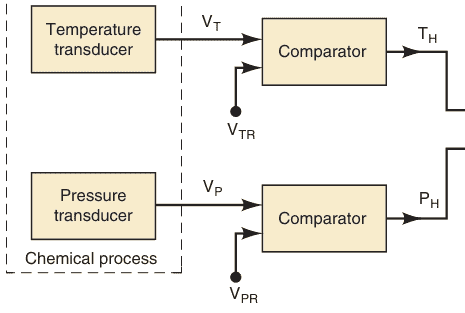 Temperature
transducer
V_T
Comparator
T_H
V_TR
Pressure
transducer
V_P
Comparator
P_H
V_PR
Chemical process